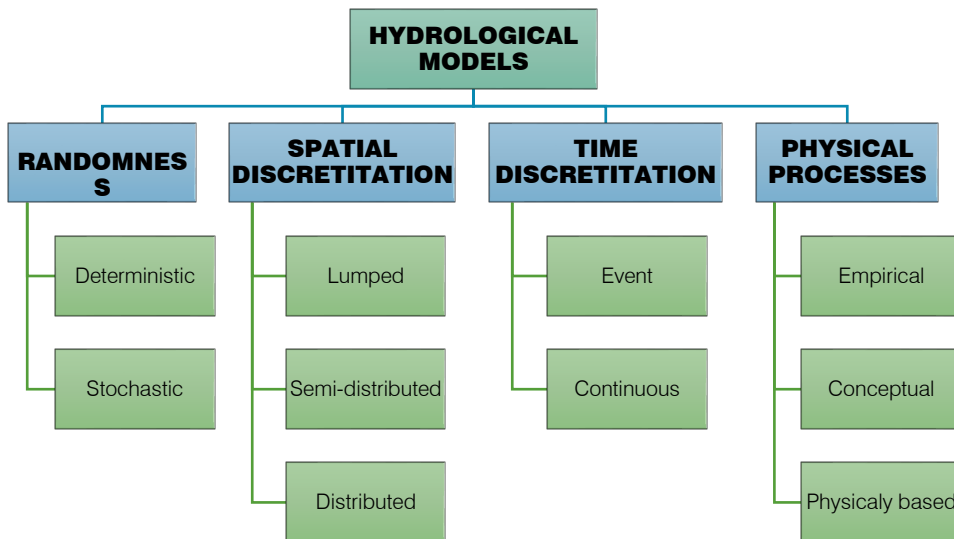 HYDROLOGICAL
MODELS
RANDOMNES
S
SPATIAL
DISCRETITATION
TIME
DISCRETITATION
PHYSICAL
PROCESSES
Deterministic
Lumped
Event
Empirical
Stochastic
Semi-distributed
Continuous
Conceptual
Distributed
Physicaly based